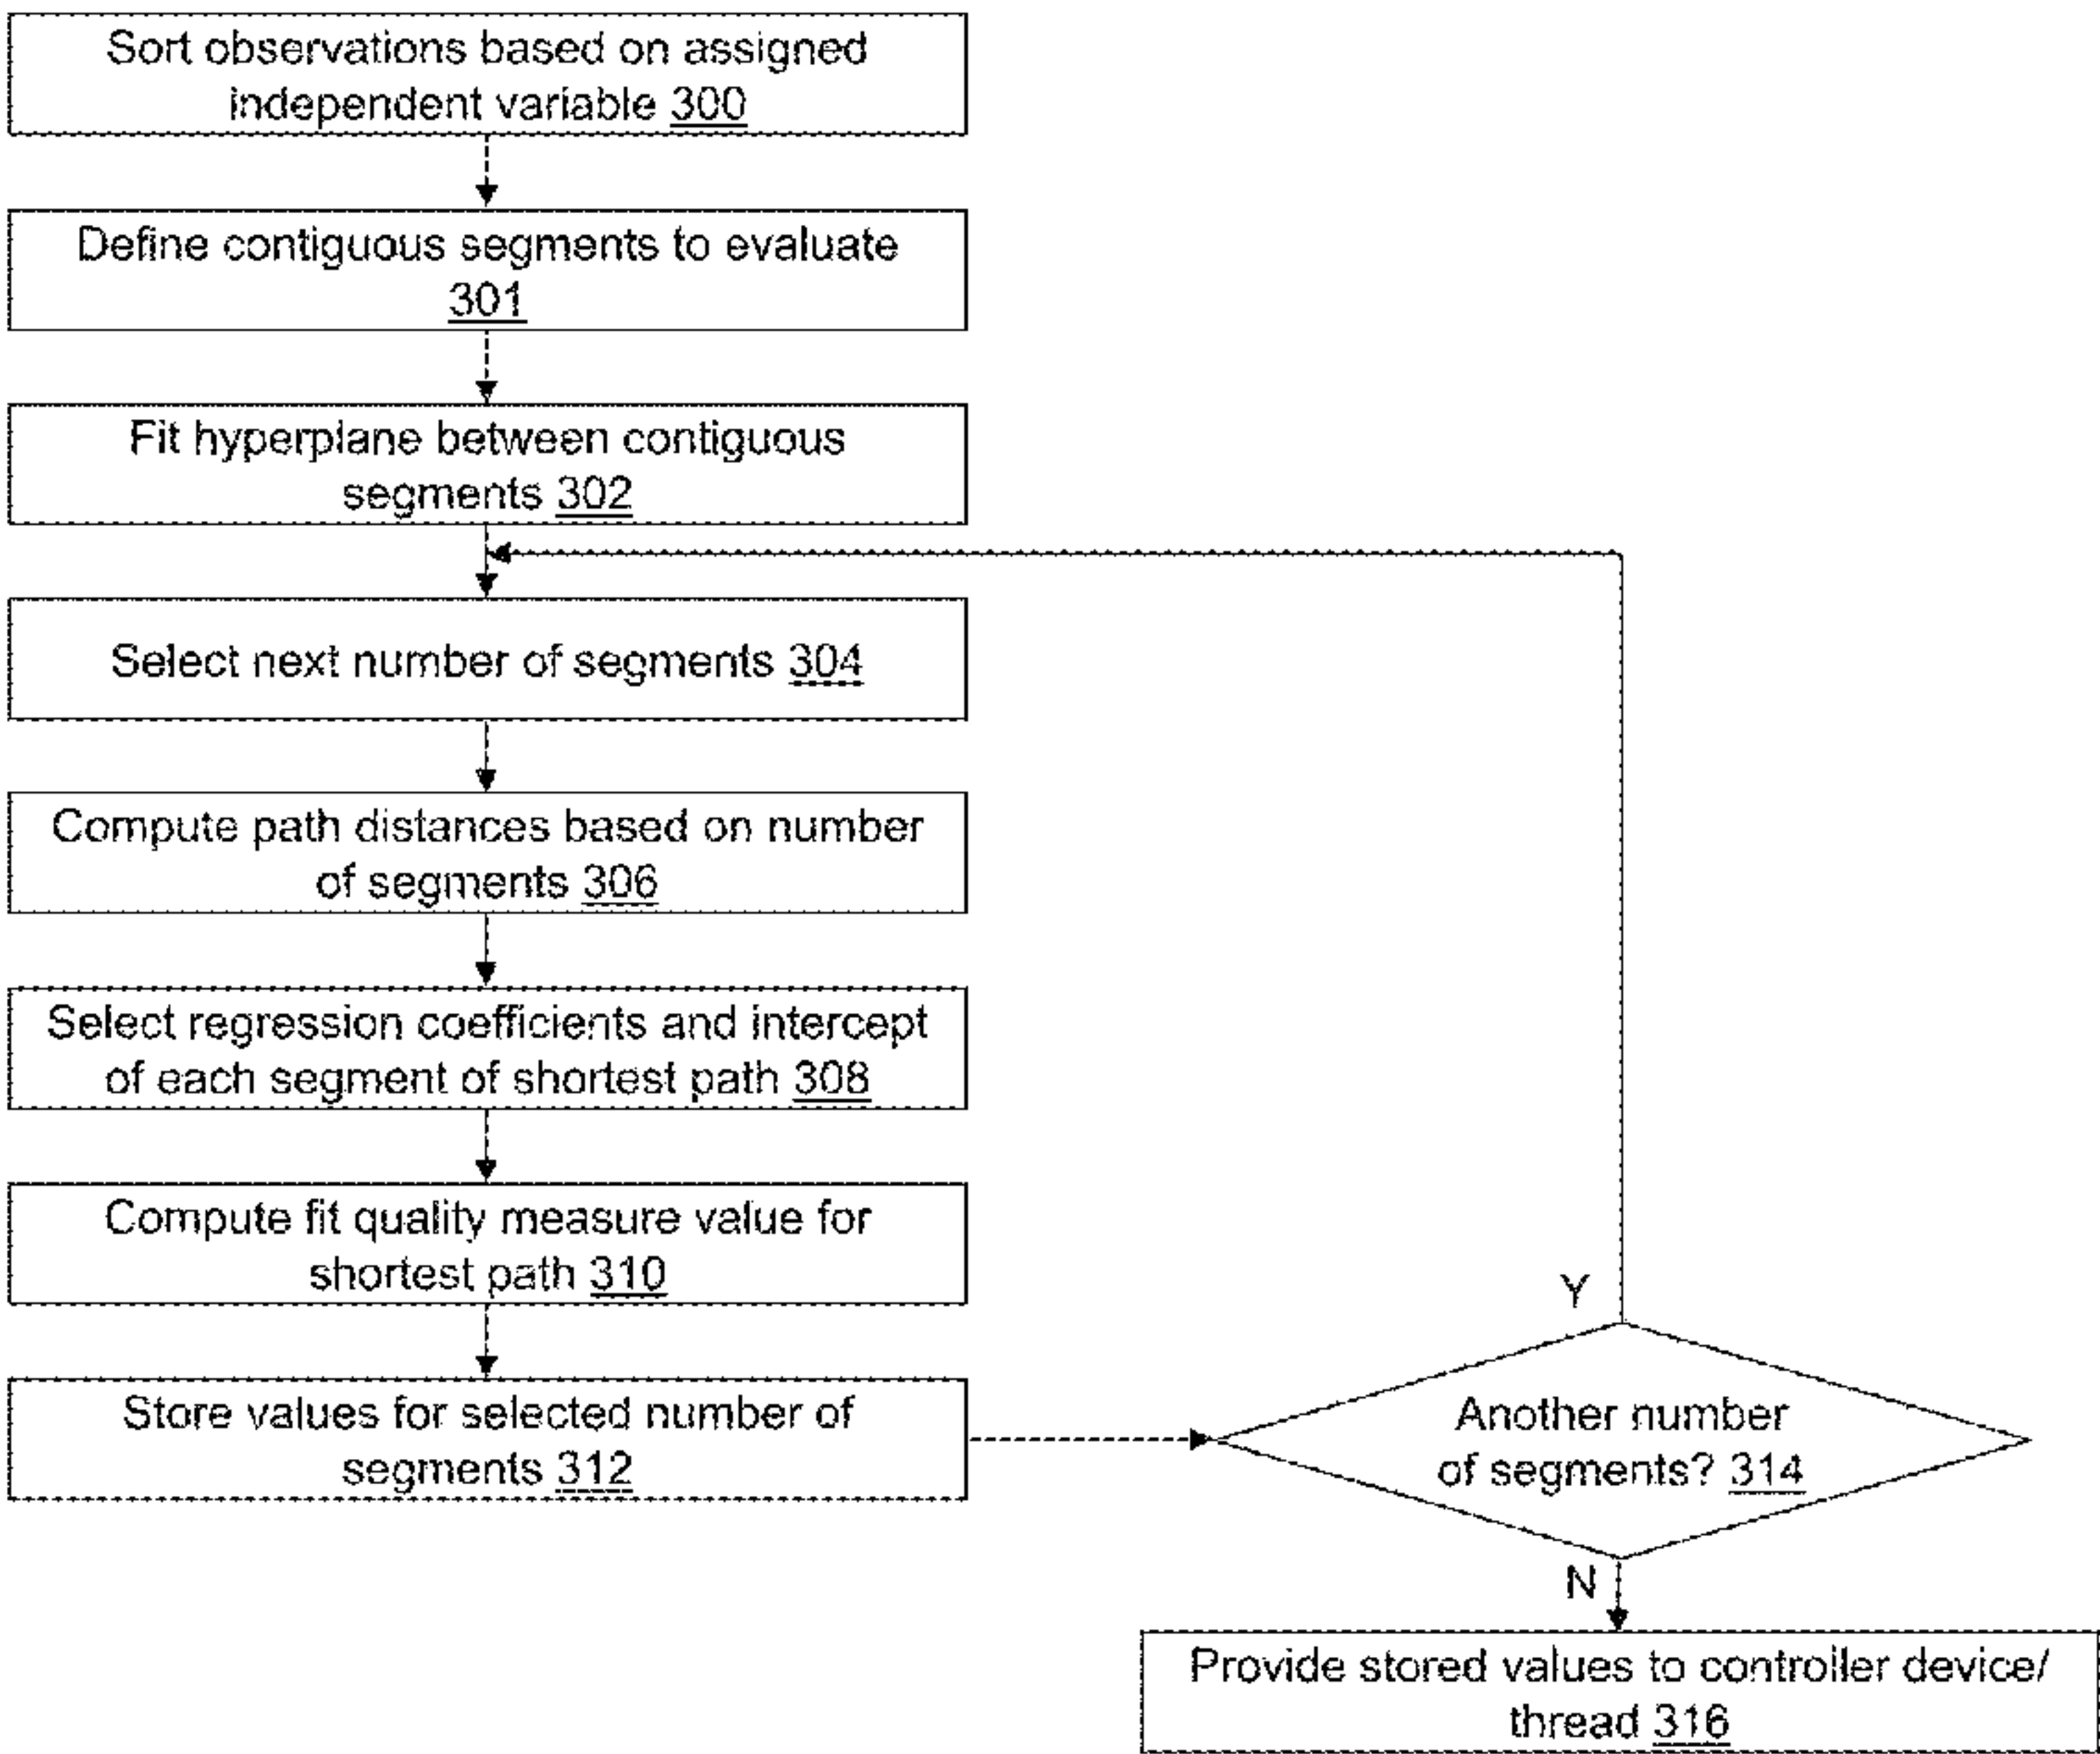 Sort observations based on assigned
independent variable 300
Define contiguous segments to evaluate
301
Fit hyperplane between contiguous
segments 302
Select next number of segments 304
Compute path distances based on number
of segments 306
Select regression coefficients and intercept
of each segment of shortest path 308
Compute fit quality measure value for
shortest path 310
Store values for selected number of
segments 312
Y
Another number
of segments? 314
N
Provide stored values to controller device/
thread 316